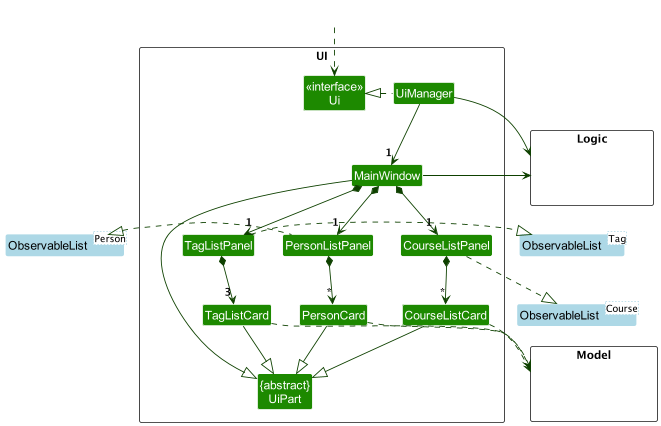 UI
«interface»
Ui
UiManager
Logic
1
MainWindow
1
1
1
Person
ObservableList
TagListPanel
PersonListPanel
CourseListPanel
Tag
ObservableList
3
*
*
Course
ObservableList
TagListCard
PersonCard
CourseListCard
Model
{abstract}
UiPart